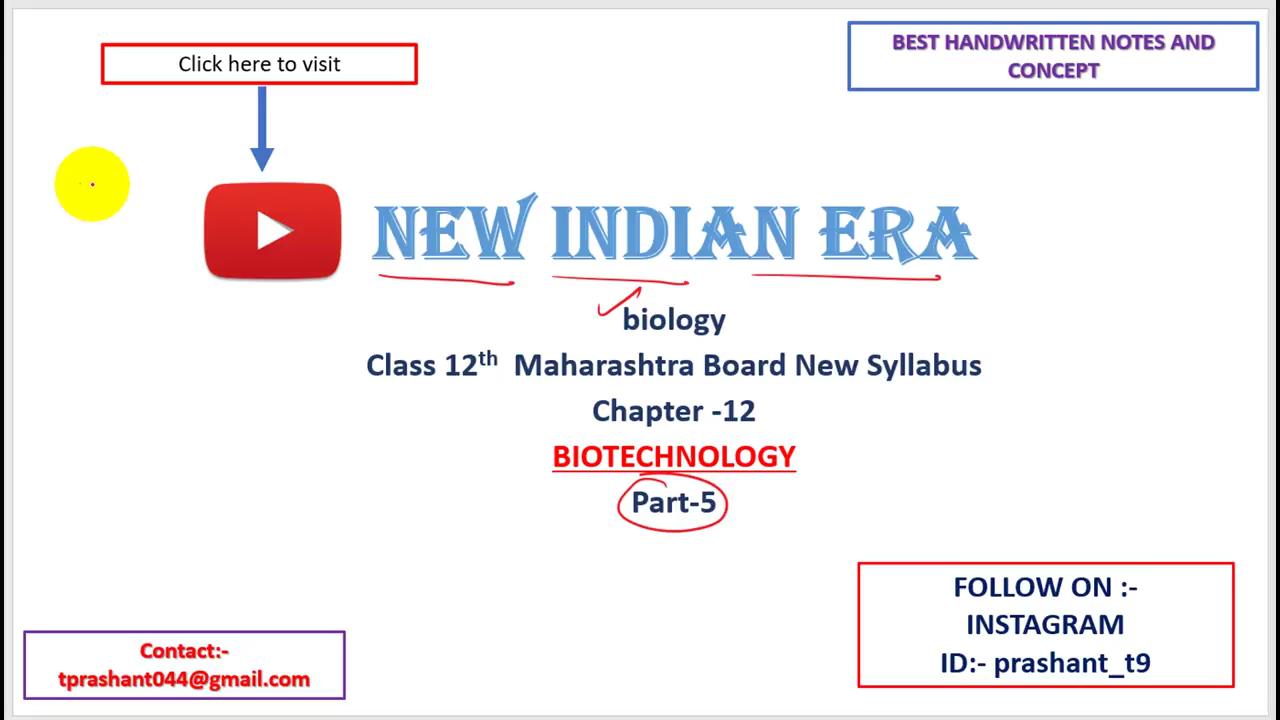 Click here to visit
BEST HANDWRITTEN NOTES AND
CONCEPT
NEW INDIAN ERA
biology
Class 12th Maharashtra Board New Syllabus
Chapter -12
BIOTECHNOLOGY
Part-5
FOLLOW ON :-
INSTAGRAM
ID:- prashant_t9
Contact:-
tprashant044@gmail.com